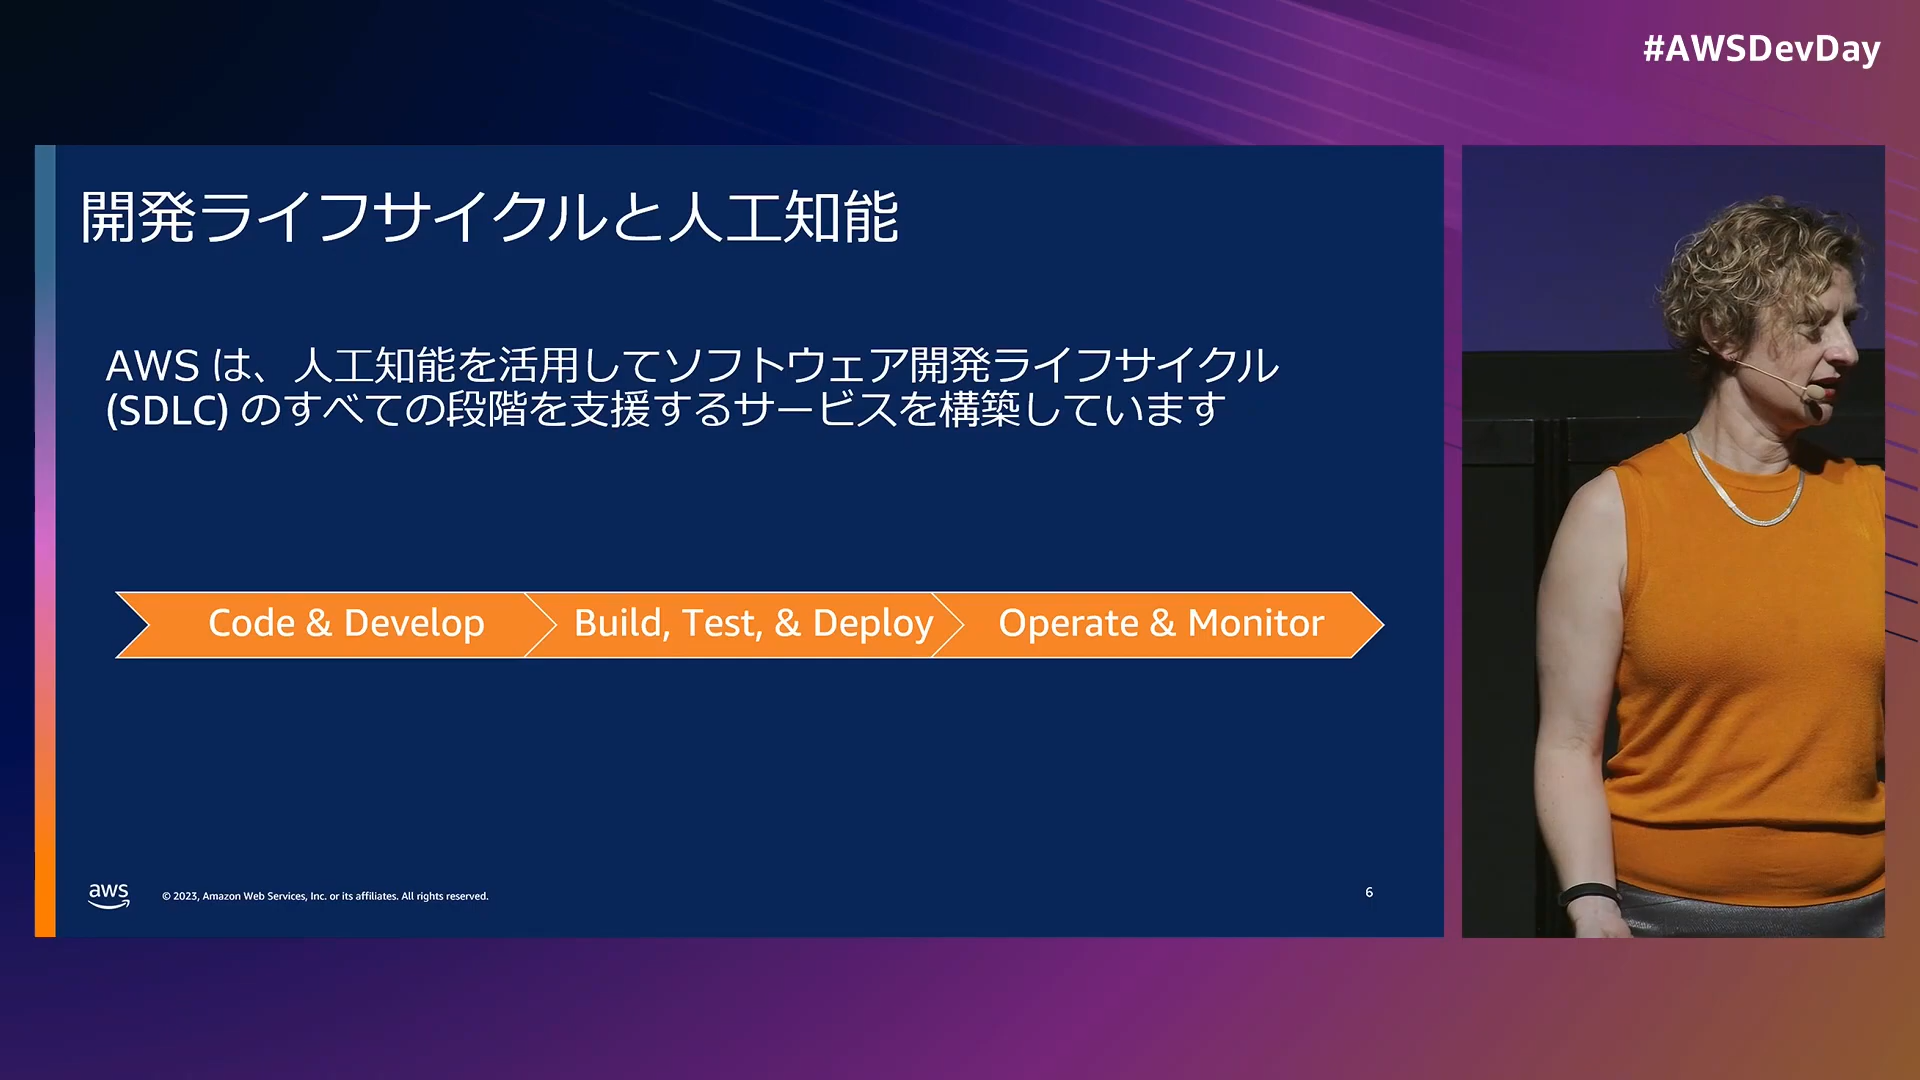 #AWSDevDay
開発ライフサイクルと人工知能
AWS は、人工知能を活用してソフトウェア開発ライフサイクル
(SDLC) のすべての段階を支援するサービスを構築しています
Code & Develop
Build, Test, & Deploy
Operate & Monitor
aws
© 2023, Amazon Web Services, Inc. or its affiliates. All rights reserved.
6